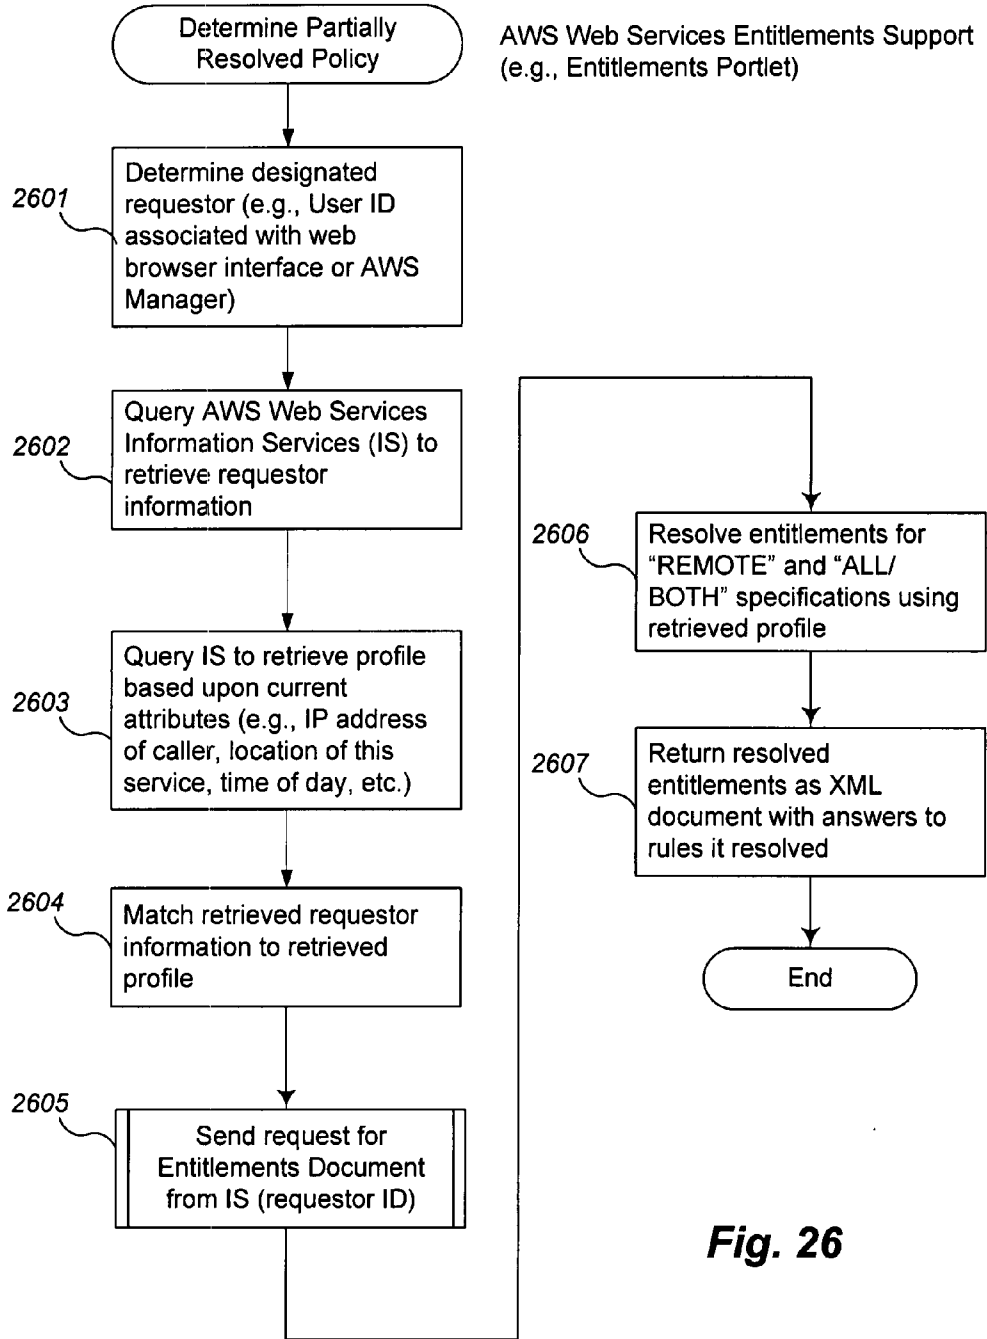 Determine Partially
Resolved Policy
AWS Web Services Entitlements Support
(e.g., Entitlements Portlet)
2601
Determine designated
requestor (e.g., User ID
associated with web
browser interface or AWS
Manager)
2602
Query AWS Web Services
Information Services (IS) to
retrieve requestor
information
2603
Query IS to retrieve profile
based upon current
attributes (e.g., IP address
of caller, location of this
service, time of day, etc.)
2604
Match retrieved requestor
information to retrieved
profile
2605
Send request for
Entitlements Document
from IS (requestor ID)
2606
Resolve entitlements for
“REMOTE” and “ALL/
BOTH” specifications using
retrieved profile
2607
Return resolved
entitlements as XML
document with answers to
rules it resolved
End
Fig. 26